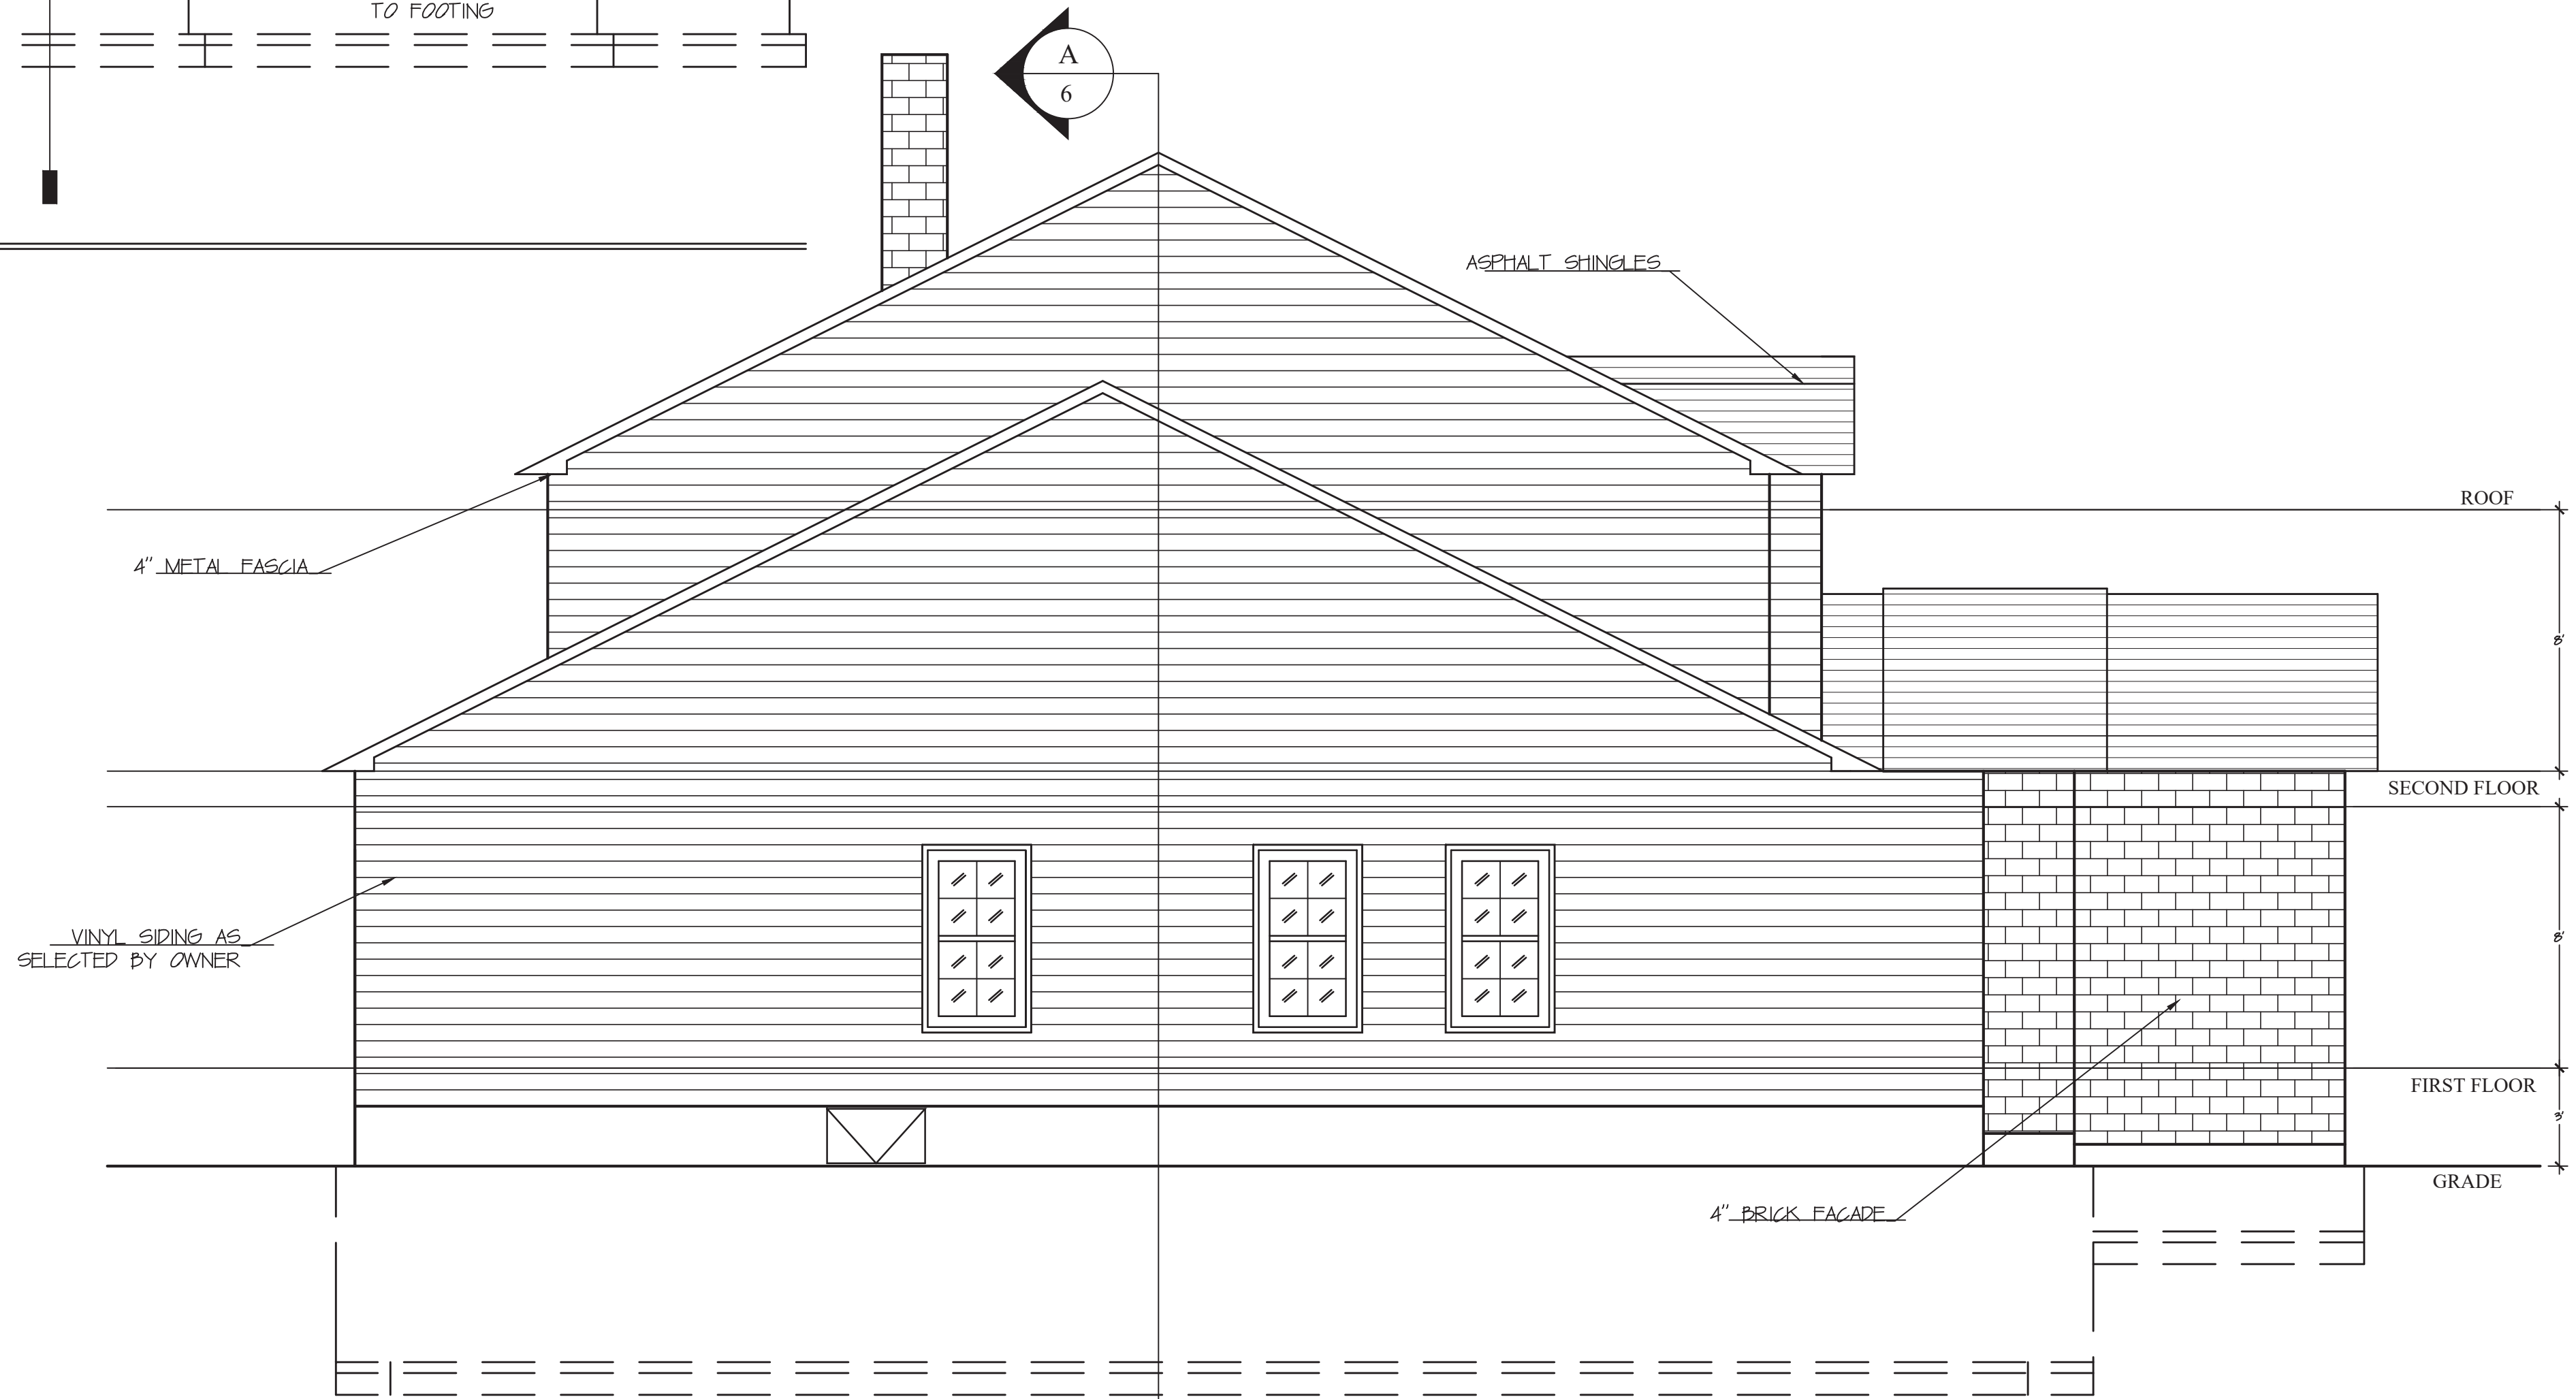 TO FOOTING
A
6
ASPHALT SHINGLES
ROOF
4" METAL FASCIA
8'
SECOND FLOOR
VINYL SIDING AS
SELECTED BY OWNER
8'
FIRST FLOOR
3'
GRADE
4" BRICK FACADE